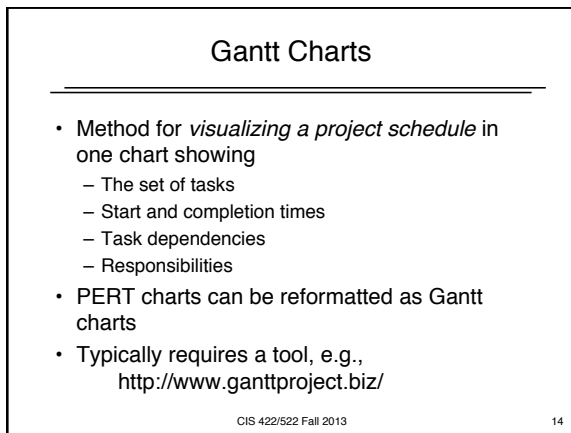 Gantt Charts
• Method for visualizing a project schedule in
one chart showing
– The set of tasks
– Start and completion times
– Task dependencies
– Responsibilities
• PERT charts can be reformatted as Gantt
charts
• Typically requires a tool, e.g.,
http://www.ganttproject.biz/
CIS 422/522 Fall 2013
14